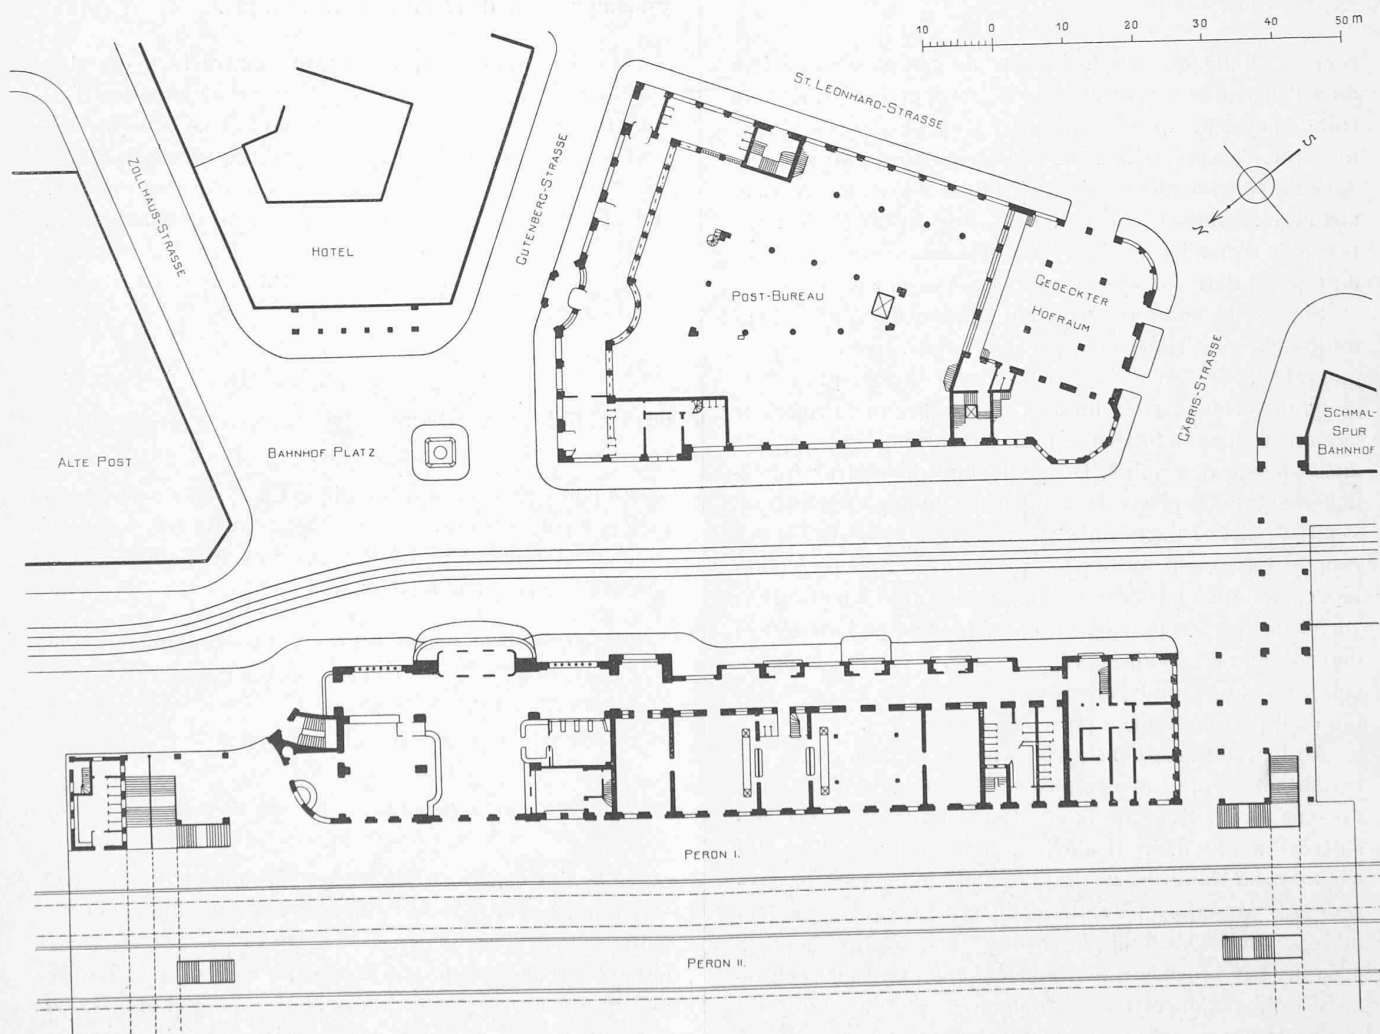 10 0 10 20 30 40 50 m
ST. LEONHARD-STRASSE
S
N
ZOLLHAUS-STRASSE
GUTENBERG-STRASSE
HOTEL
POST-BUREAU
GEDECKTER
HOFRAUM
GÄBRIS-STRASSE
SCHMAL-
SPUR
BAHNHOF
ALTE POST
BAHNHOF PLATZ
PERON I.
PERON II.